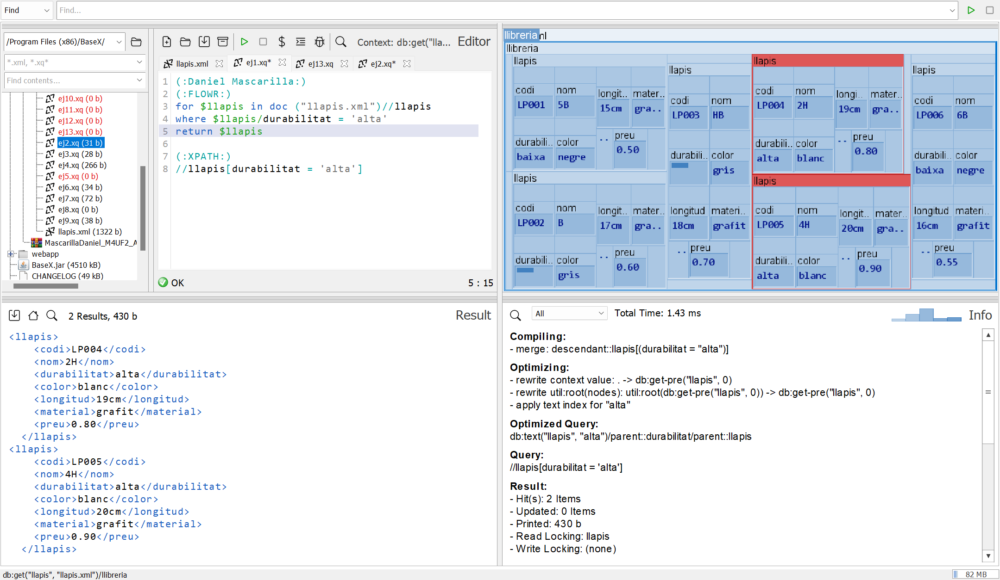 Find
Find...
/Program Files (x86)/BaseX/
*.xml, *.xq*
Find contents...
ej10.xq (0 b)
ej11.xq (0 b)
ej12.xq (0 b)
ej13.xq (0 b)
ej2.xq (31 b)
ej3.xq (28 b)
ej4.xq (266 b)
ej5.xq (0 b)
ej6.xq (34 b)
ej7.xq (72 b)
ej8.xq (0 b)
ej9.xq (38 b)
llapis.xml (1322 b)
MascarillaDaniel_M4UF2_A
webapp
BaseX.jar (4510 kB)
CHANGELOG (49 kB)
Context: db:get("lla... Editor
llapis.xml ej1.xq* ej13.xq ej2.xq*
1 (:Daniel Mascarilla:)
2 (:FLOWR:)
3 for $llapis in doc ("llapis.xml")//llapis
4 where $llapis/durabilitat = 'alta'
5 return $llapis
6
7 (:XPATH:)
8 //llapis[durabilitat = 'alta']
OK 5 : 15
llibreria nl
llibreria
llapis
codi nom longit.. mater..
LP001 5B 15cm gra..
durabili.. color .. preu
baixa negre 0.50
llapis
codi nom longit.. mater..
LP002 B 17cm gra..
durabili.. color .. preu
gris 0.60
llapis
codi nom
LP003 HB
durabili.. color
gris
longitud materi..
18cm grafit
.. preu
0.70
llapis
codi nom longi.. mater..
LP004 2H 19cm gra..
durabili.. color .. preu
alta blanc 0.80
llapis
codi nom longit.. mater..
LP005 4H 20cm gra..
durabili.. color .. preu
alta blanc 0.90
llapis
codi nom
LP006 6B
durabili.. color
baixa negre
longitud materi..
16cm grafit
.. preu
0.55
2 Results, 430 b Result
<llapis>
<codi>LP004</codi>
<nom>2H</nom>
<durabilitat>alta</durabilitat>
<color>blanc</color>
<longitud>19cm</longitud>
<material>grafit</material>
<preu>0.80</preu>
</llapis>
<llapis>
<codi>LP005</codi>
<nom>4H</nom>
<durabilitat>alta</durabilitat>
<color>blanc</color>
<longitud>20cm</longitud>
<material>grafit</material>
<preu>0.90</preu>
</llapis>
All Total Time: 1.43 ms Info
Compiling:
- merge: descendant::llapis[(durabilitat = "alta")]
Optimizing:
- rewrite context value: . -> db:get-pre("llapis", 0)
- rewrite util:root(nodes): util:root(db:get-pre("llapis", 0)) -> db:get-pre("llapis", 0)
- apply text index for "alta"
Optimized Query:
db:text("llapis", "alta")/parent::durabilitat/parent::llapis
Query:
//llapis[durabilitat = 'alta']
Result:
- Hit(s): 2 Items
- Updated: 0 Items
- Printed: 430 b
- Read Locking: llapis
- Write Locking: (none)
db:get("llapis", "llapis.xml")/llibreria
82 MB